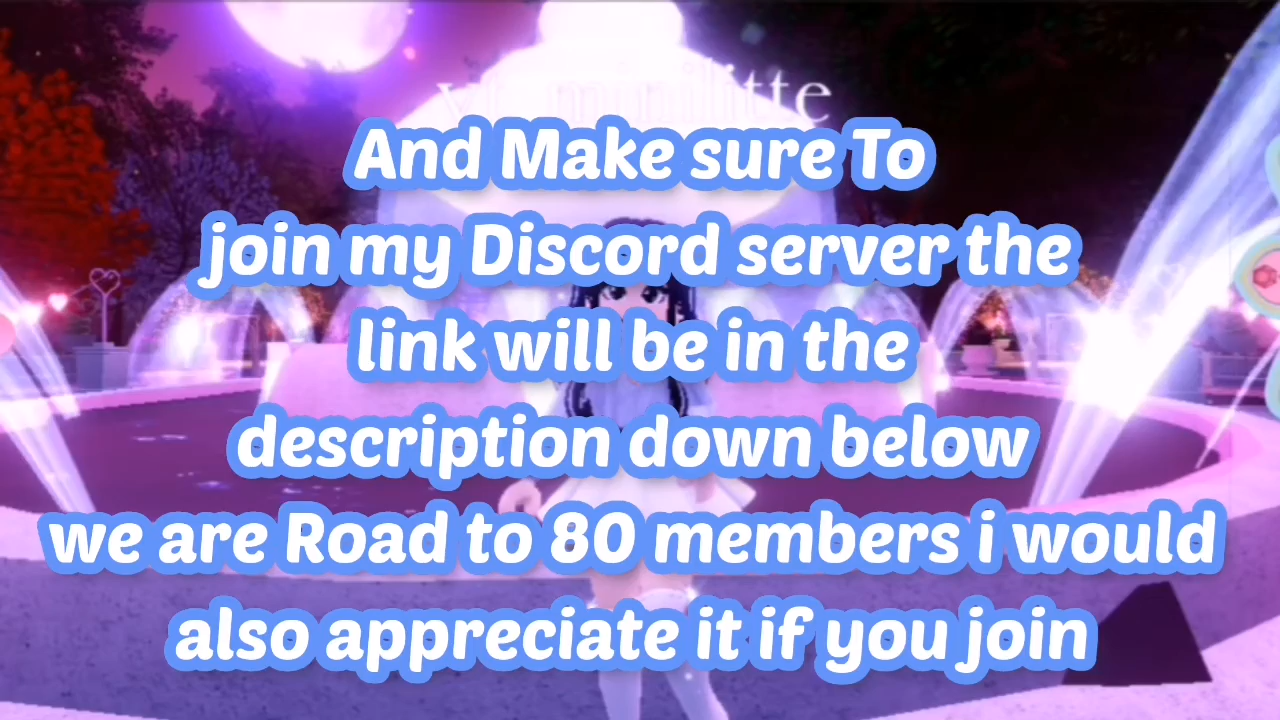 yt_minilitte
And Make sure To
join my Discord server the
link will be in the
description down below
we are Road to 80 members i would
also appreciate it if you join